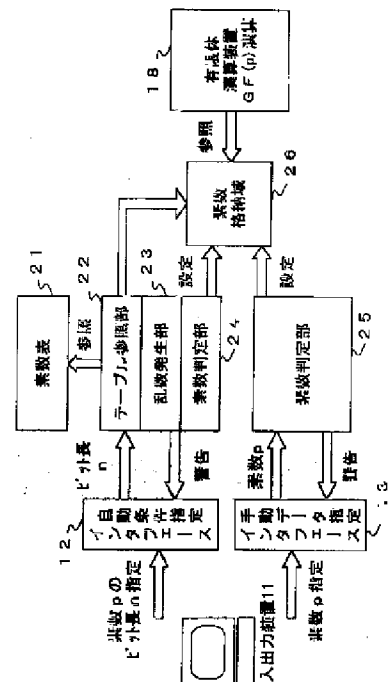 素数表
21
参照
22
テーブル参照部
23
乱数発生部
24
素数判定部
ビット長
n
警告
12
自動条件指定
インタフェース
素数pの
ビット長n指定
設定
素数
格納域
26
参照
18
有限体
演算装置
GF(p)演算
設定
素数判定部
25
素数p
警告
手動データ指定
インタフェース
13
素数p指定
入出力装置11